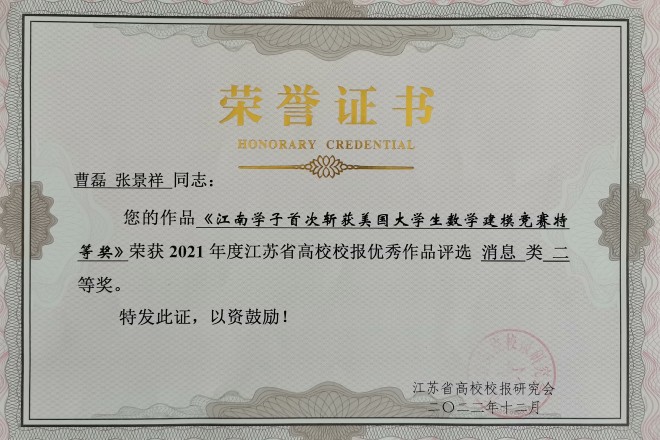 荣誉证书
HONORARY CREDENTIAL
曹磊 张景祥 同志：
您的作品《江南学子首次斩获美国大学生数学建模竞赛特
等奖》荣获 2021 年度江苏省高校校报优秀作品评选 消息 类 二
等奖。
特发此证，以资鼓励！
江苏省高校校报研究会
二〇二二年十二月